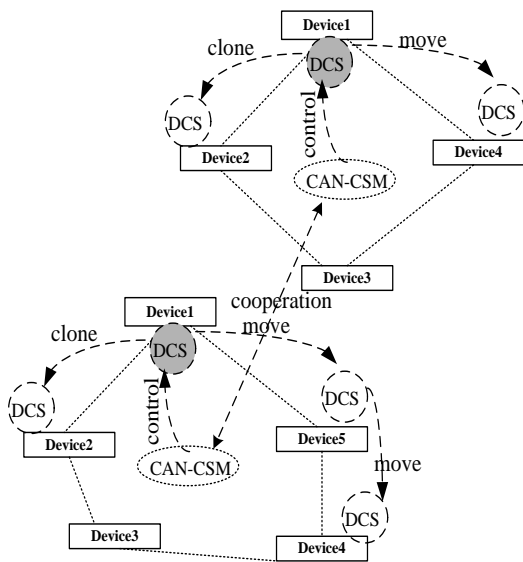 Device1
clone
move
DCS
DCS
DCS
control
Device2
Device4
CAN-CSM
Device3
cooperation
Device1
clone
move
DCS
DCS
DCS
control
Device2
Device5
CAN-CSM
move
DCS
Device3
Device4